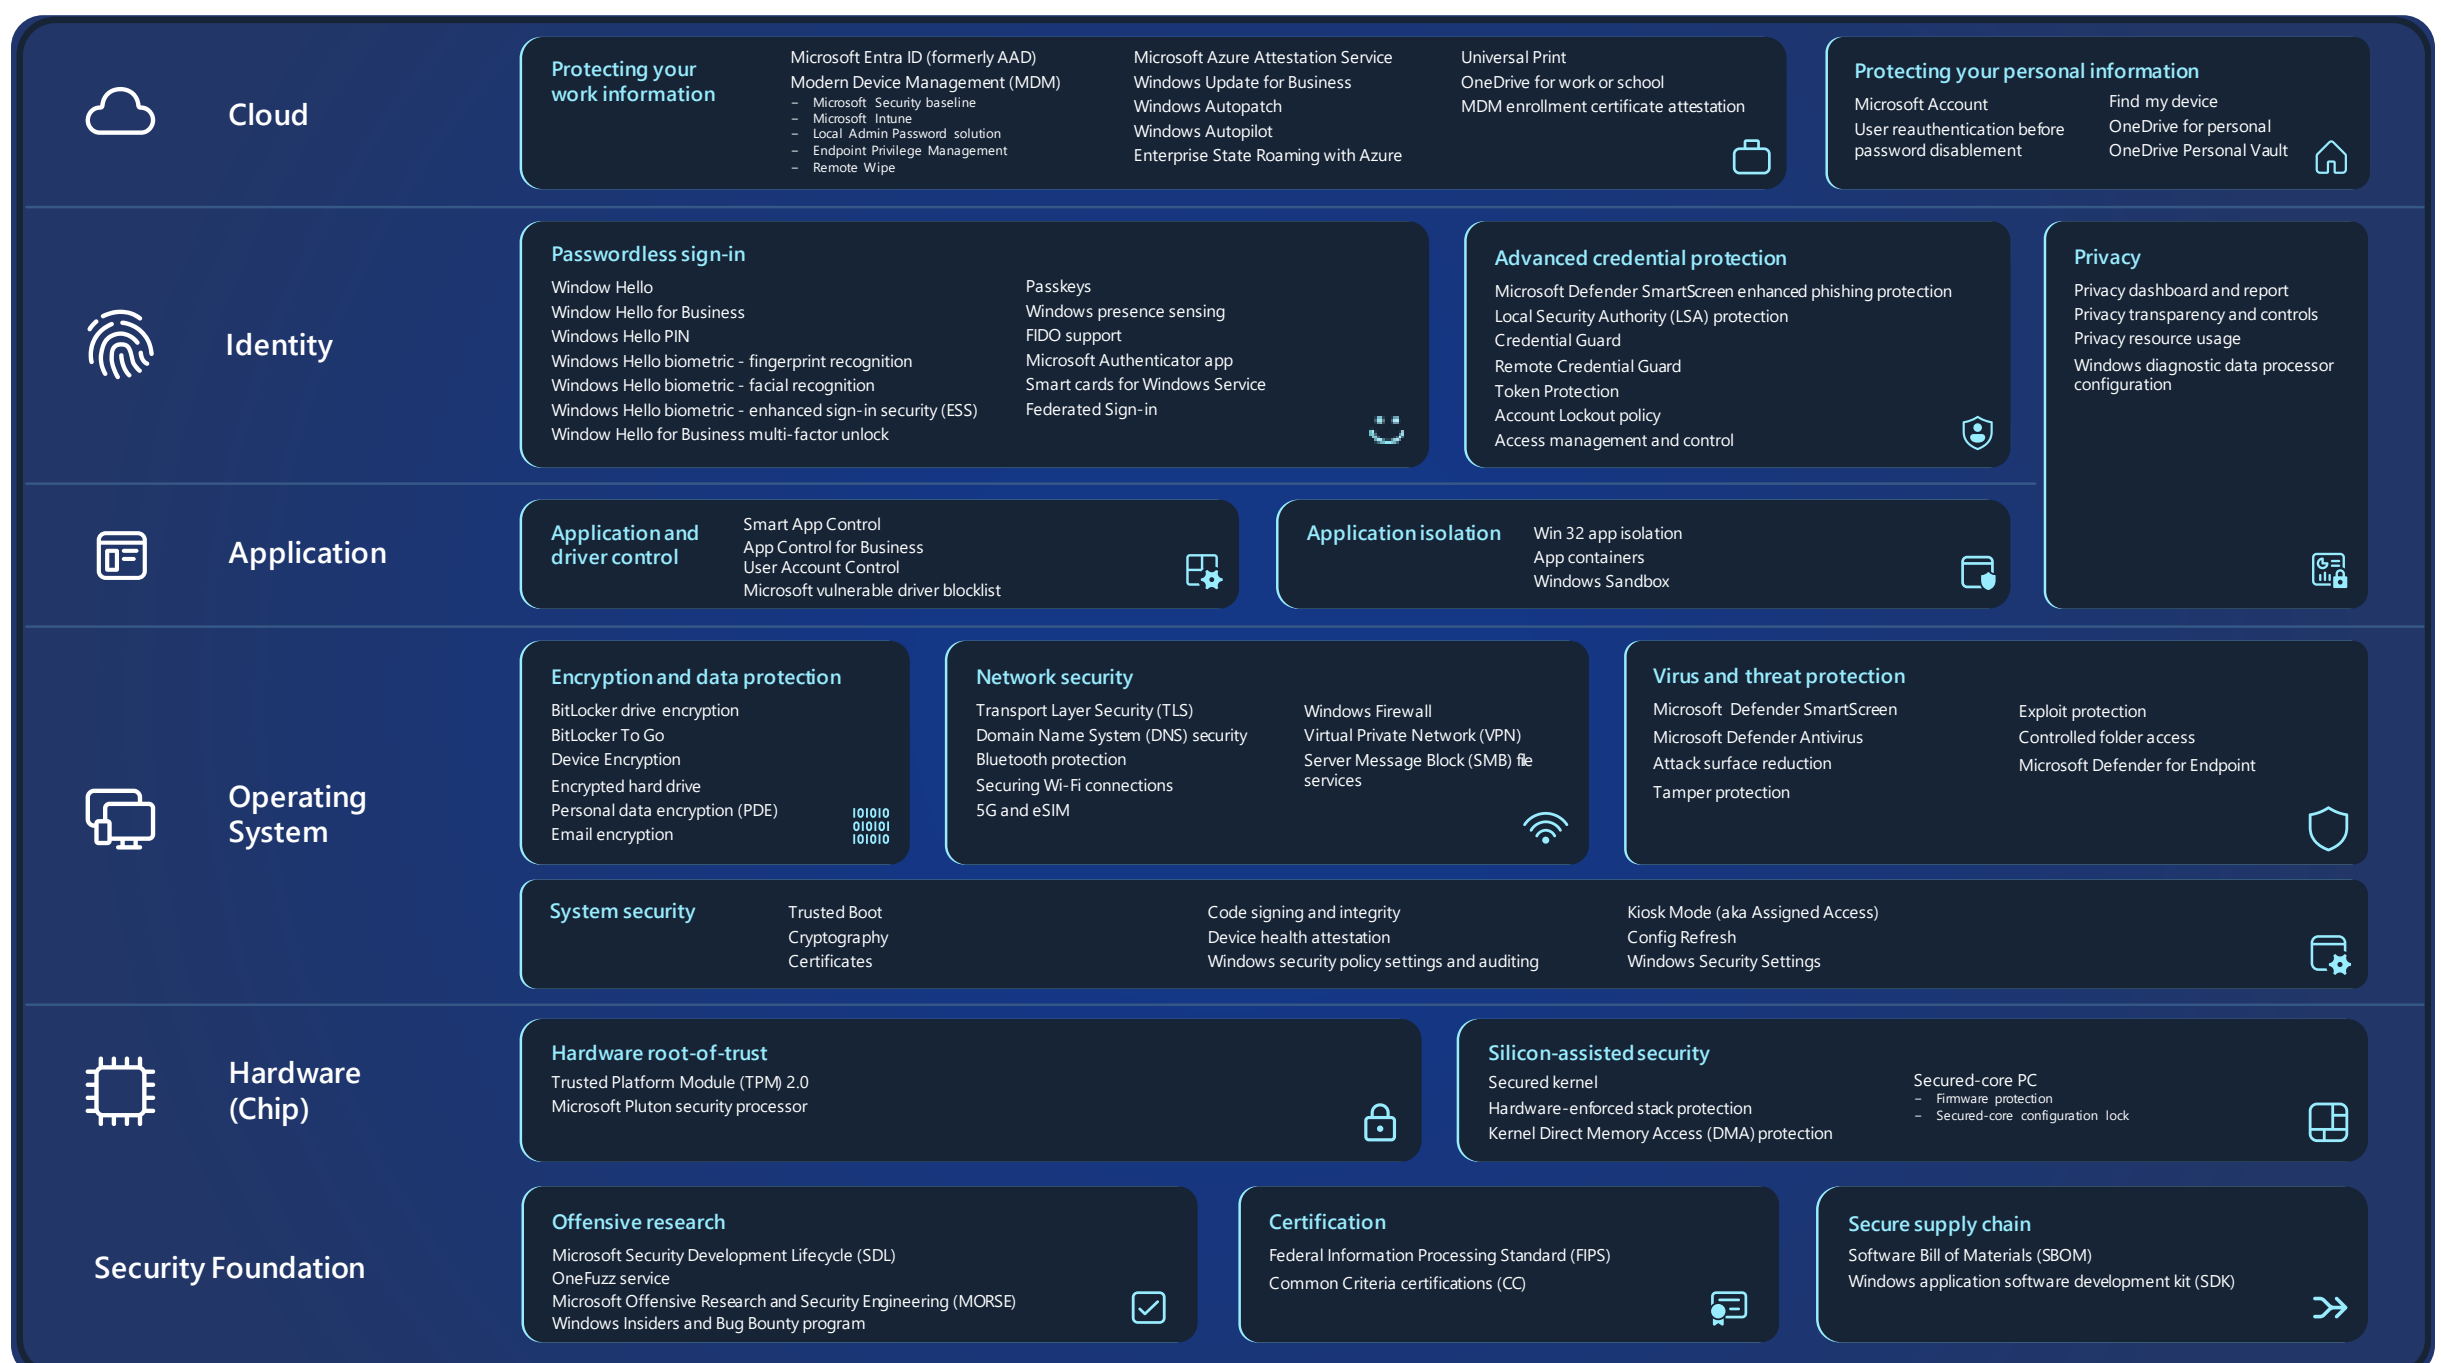 Cloud
Protecting your
work information
Microsoft Entra ID (formerly AAD)
Modern Device Management (MDM)
– Microsoft Security baseline
– Microsoft Intune
– Local Admin Password solution
– Endpoint Privilege Management
– Remote Wipe
Microsoft Azure Attestation Service
Windows Update for Business
Windows Autopatch
Windows Autopilot
Enterprise State Roaming with Azure
Universal Print
OneDrive for work or school
MDM enrollment certificate attestation
Protecting your personal information
Microsoft Account
User reauthentication before
password disablement
Find my device
OneDrive for personal
OneDrive Personal Vault
Identity
Passwordless sign-in
Window Hello
Window Hello for Business
Windows Hello PIN
Windows Hello biometric - fingerprint recognition
Windows Hello biometric - facial recognition
Windows Hello biometric - enhanced sign-in security (ESS)
Window Hello for Business multi-factor unlock
Passkeys
Windows presence sensing
FIDO support
Microsoft Authenticator app
Smart cards for Windows Service
Federated Sign-in
Advanced credential protection
Microsoft Defender SmartScreen enhanced phishing protection
Local Security Authority (LSA) protection
Credential Guard
Remote Credential Guard
Token Protection
Account Lockout policy
Access management and control
Privacy
Privacy dashboard and report
Privacy transparency and controls
Privacy resource usage
Windows diagnostic data processor
configuration
Application
Application and
driver control
Smart App Control
App Control for Business
User Account Control
Microsoft vulnerable driver blocklist
Application isolation
Win 32 app isolation
App containers
Windows Sandbox
Operating
System
Encryption and data protection
BitLocker drive encryption
BitLocker To Go
Device Encryption
Encrypted hard drive
Personal data encryption (PDE)
Email encryption
101010
010101
101010
Network security
Transport Layer Security (TLS)
Domain Name System (DNS) security
Bluetooth protection
Securing Wi-Fi connections
5G and eSIM
Windows Firewall
Virtual Private Network (VPN)
Server Message Block (SMB) file
services
Virus and threat protection
Microsoft Defender SmartScreen
Microsoft Defender Antivirus
Attack surface reduction
Tamper protection
Exploit protection
Controlled folder access
Microsoft Defender for Endpoint
System security
Trusted Boot
Cryptography
Certificates
Code signing and integrity
Device health attestation
Windows security policy settings and auditing
Kiosk Mode (aka Assigned Access)
Config Refresh
Windows Security Settings
Hardware
(Chip)
Hardware root-of-trust
Trusted Platform Module (TPM) 2.0
Microsoft Pluton security processor
Silicon-assisted security
Secured kernel
Hardware-enforced stack protection
Kernel Direct Memory Access (DMA) protection
Secured-core PC
– Firmware protection
– Secured-core configuration lock
Security Foundation
Offensive research
Microsoft Security Development Lifecycle (SDL)
OneFuzz service
Microsoft Offensive Research and Security Engineering (MORSE)
Windows Insiders and Bug Bounty program
Certification
Federal Information Processing Standard (FIPS)
Common Criteria certifications (CC)
Secure supply chain
Software Bill of Materials (SBOM)
Windows application software development kit (SDK)